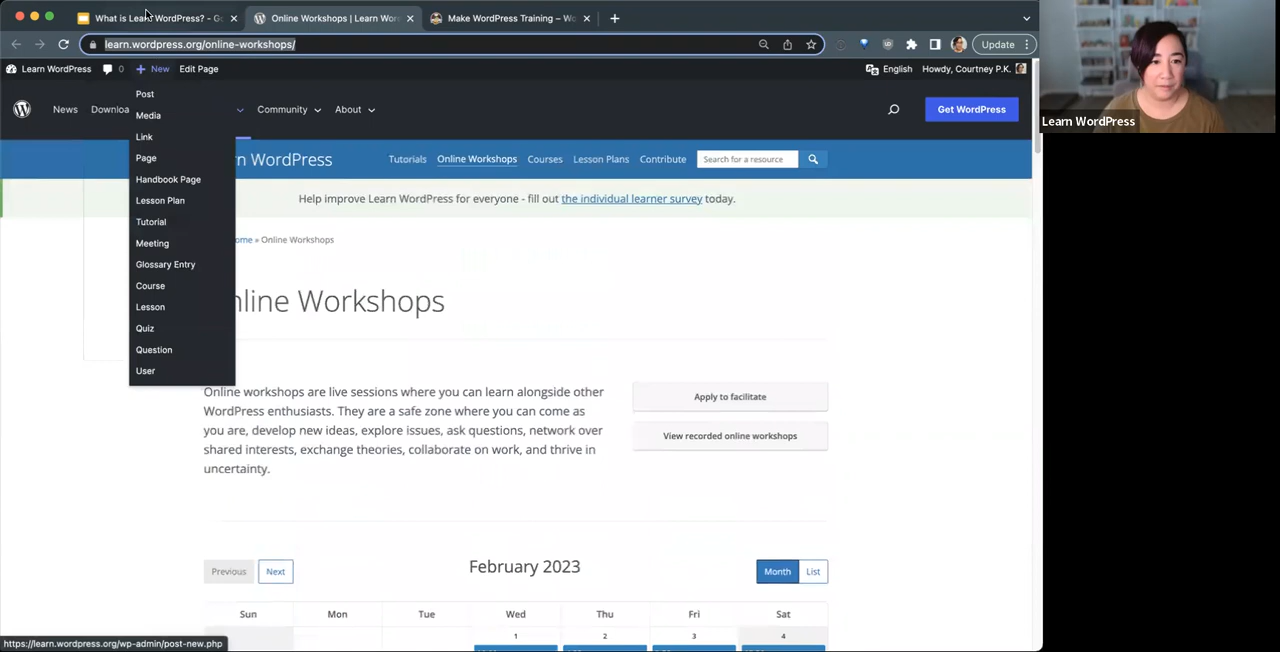 What is Learn WordPress? - Go
Online Workshops | Learn Wor
Make WordPress Training – Wo
learn.wordpress.org/online-workshops/
Update
Learn WordPress
0
New
Edit Page
English
Howdy, Courtney P.K.
News
Downloa
Community
About
Get WordPress
Post
Media
Link
Page
Handbook Page
Lesson Plan
Tutorial
Meeting
Glossary Entry
Course
Lesson
Quiz
Question
User
n WordPress
Tutorials
Online Workshops
Courses
Lesson Plans
Contribute
Search for a resource
Help improve Learn WordPress for everyone - fill out the individual learner survey today.
ome » Online Workshops
nline Workshops
Online workshops are live sessions where you can learn alongside other
WordPress enthusiasts. They are a safe zone where you can come as
you are, develop new ideas, explore issues, ask questions, network over
shared interests, exchange theories, collaborate on work, and thrive in
uncertainty.
Apply to facilitate
View recorded online workshops
Previous
Next
February 2023
Month
List
Sun Mon Tue Wed Thu Fri Sat
1 2 3 4
https://learn.wordpress.org/wp-admin/post-new.php
Learn WordPress